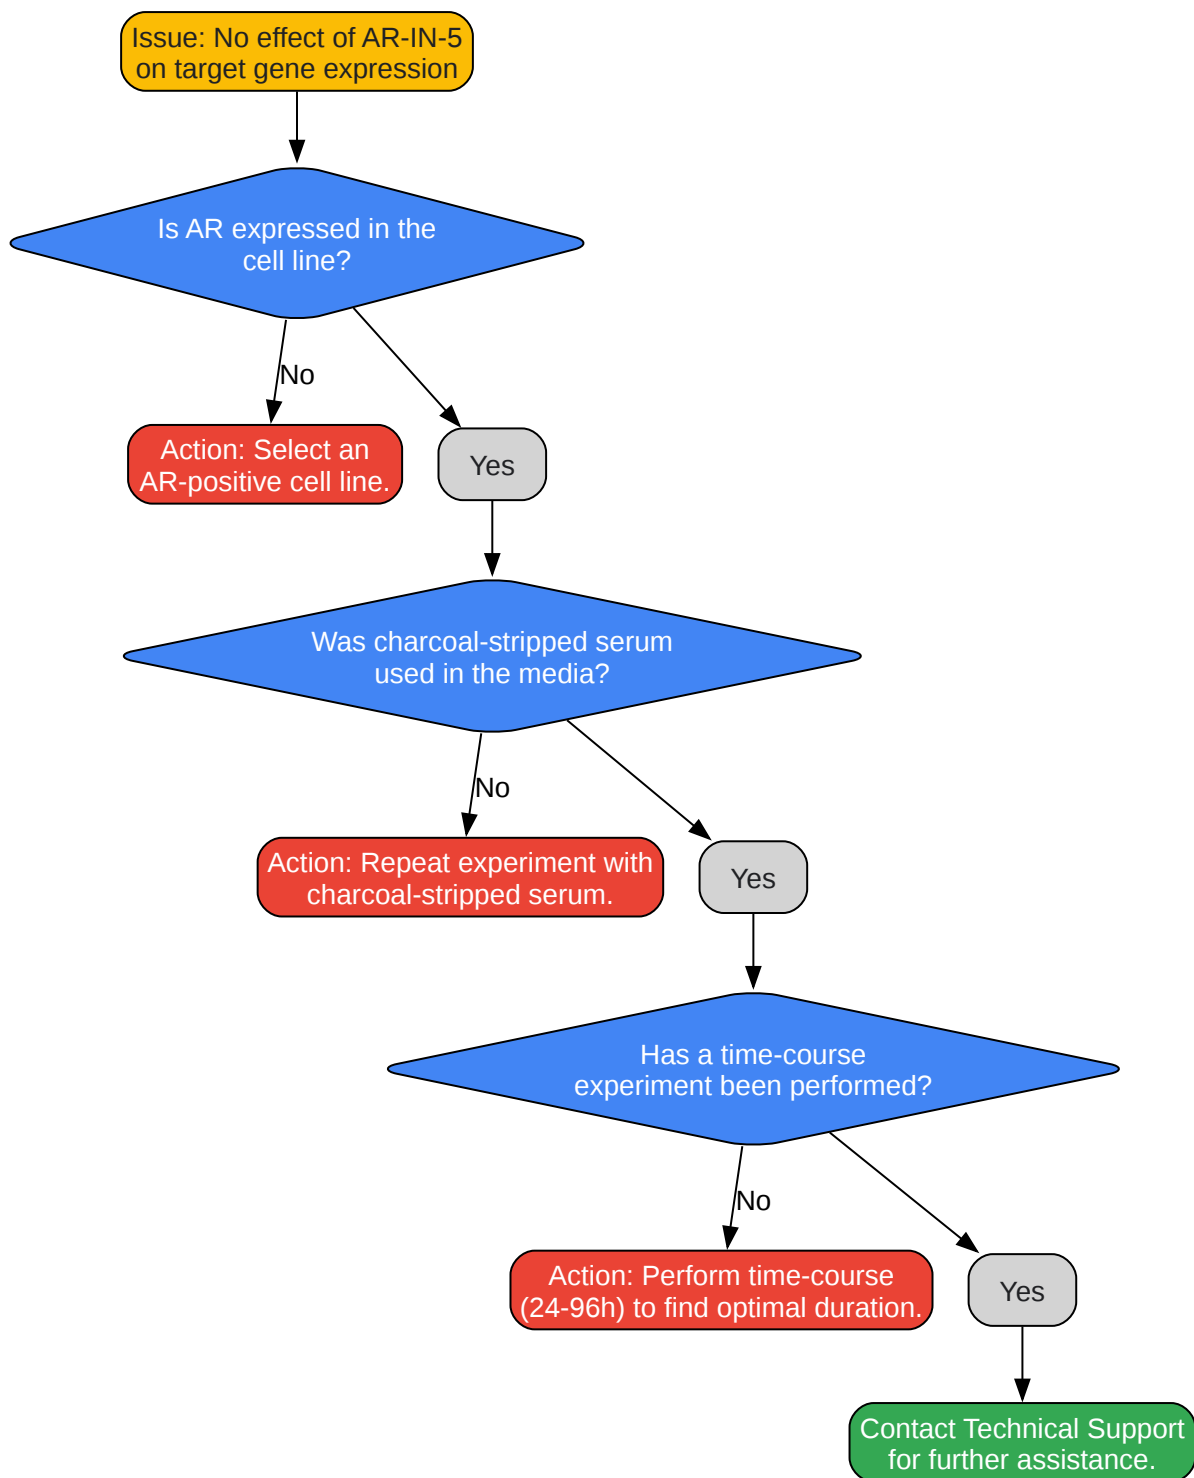 Issue: No effect of AR-IN-5
on target gene expression
Is AR expressed in the
cell line?
No
Action: Select an
AR-positive cell line.
Yes
Was charcoal-stripped serum
used in the media?
No
Action: Repeat experiment with
charcoal-stripped serum.
Yes
Has a time-course
experiment been performed?
No
Action: Perform time-course
(24-96h) to find optimal duration.
Yes
Contact Technical Support
for further assistance.